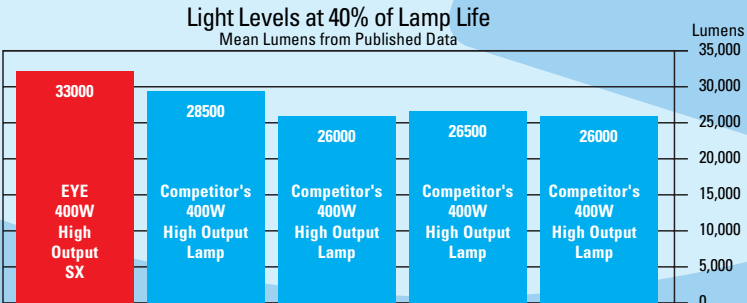 Light Levels at 40% of Lamp Life
Mean Lumens from Published Data
Lumens
35,000
30,000
25,000
20,000
15,000
10,000
5,000
0
33000
EYE
400W
High
Output
SX
28500
Competitor's
400W
High Output
Lamp
26000
Competitor's
400W
High Output
Lamp
26500
Competitor's
400W
High Output
Lamp
26000
Competitor's
400W
High Output
Lamp